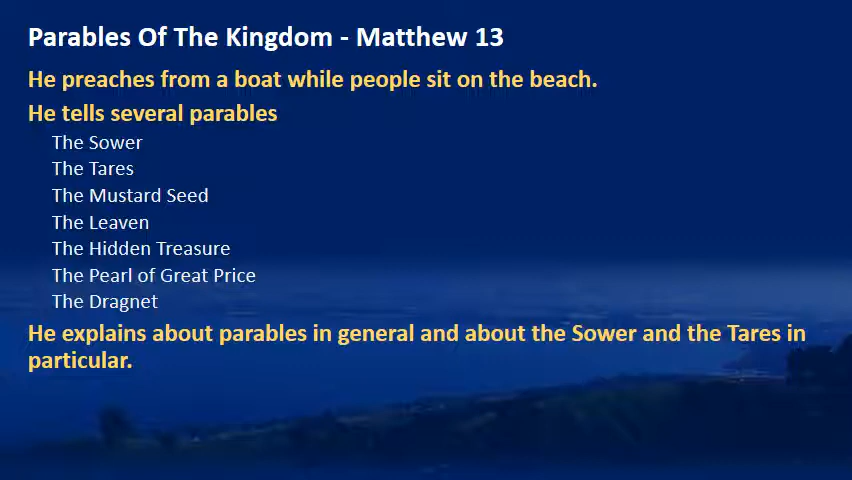 Parables Of The Kingdom - Matthew 13
He preaches from a boat while people sit on the beach.
He tells several parables
The Sower
The Tares
The Mustard Seed
The Leaven
The Hidden Treasure
The Pearl of Great Price
The Dragnet
He explains about parables in general and about the Sower and the Tares in
particular.